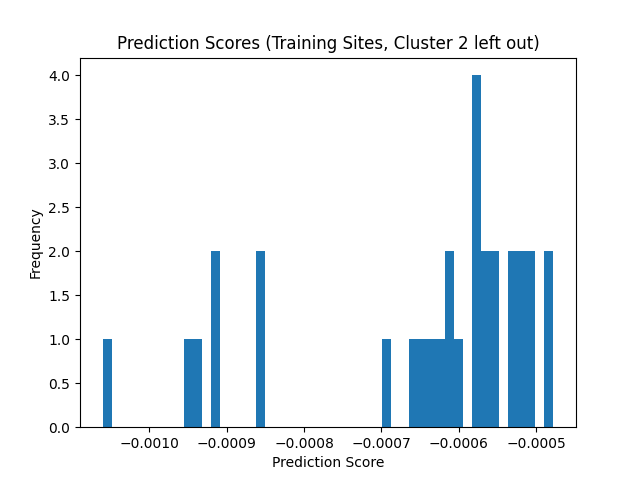 Prediction Scores (Training Sites, Cluster 2 left out)
4.0
3.5
3.0
2.5
2.0
1.5
1.0
0.5
0.0
Frequency
−0.0010 −0.0009 −0.0008 −0.0007 −0.0006 −0.0005
Prediction Score